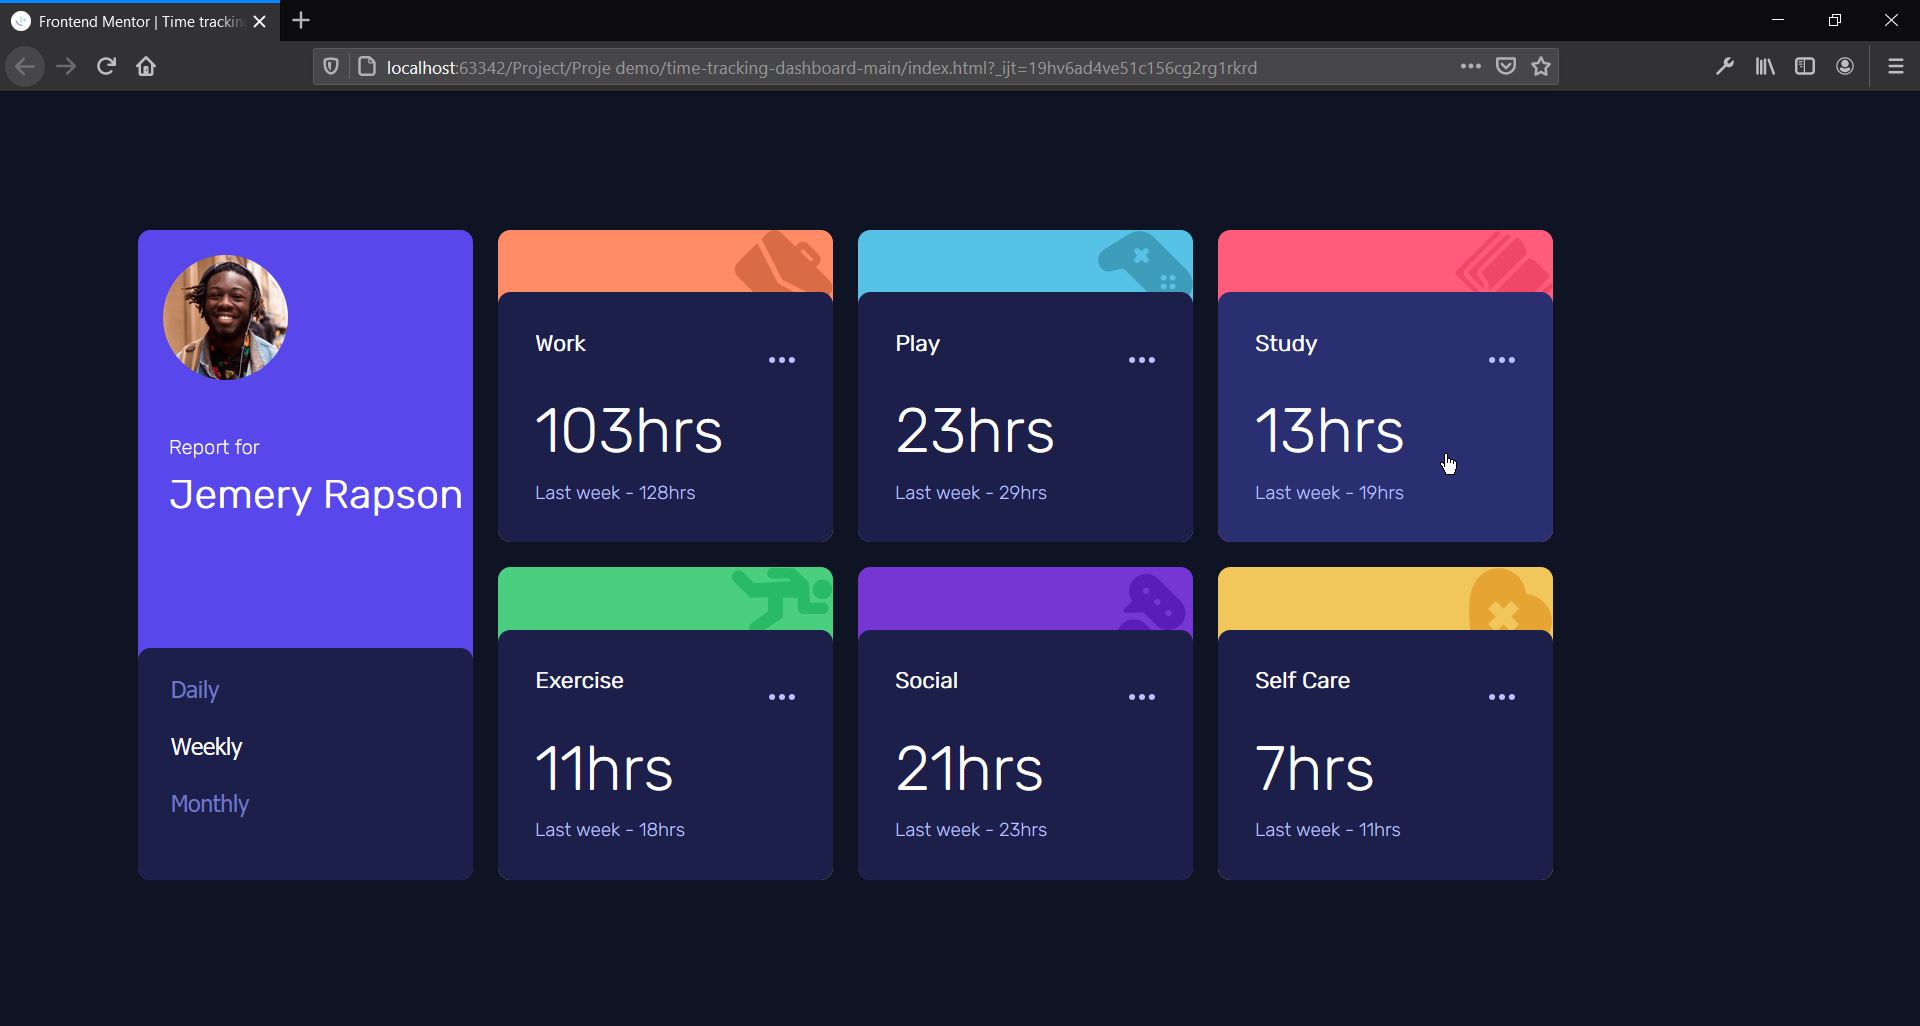 Frontend Mentor | Time trackin
localhost:63342/Project/Proje demo/time-tracking-dashboard-main/index.html?_ijt=19hv6ad4ve51c156cg2rg1rkrd
Report for
Jemery Rapson
Daily
Weekly
Monthly
Work
103hrs
Last week - 128hrs
Play
23hrs
Last week - 29hrs
Study
13hrs
Last week - 19hrs
Exercise
11hrs
Last week - 18hrs
Social
21hrs
Last week - 23hrs
Self Care
7hrs
Last week - 11hrs